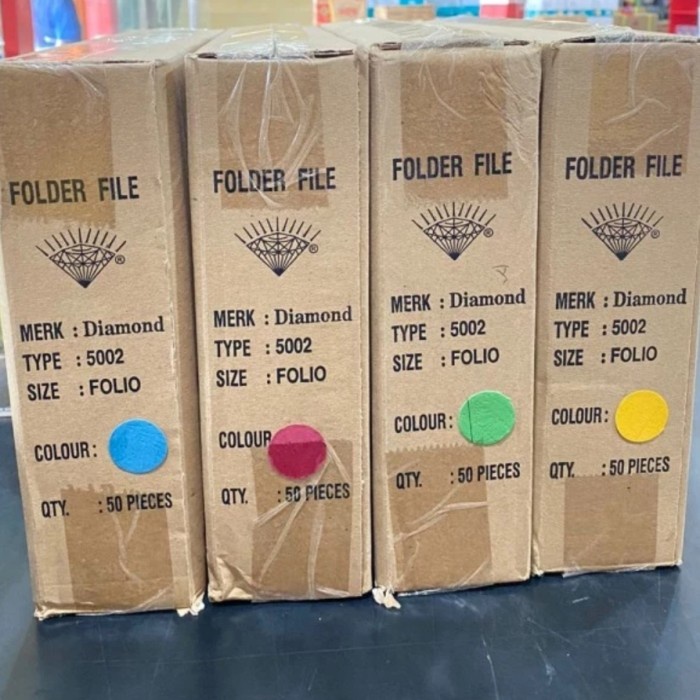 FOLDER FILE
®
MERK : Diamond
TYPE : 5002
SIZE : FOLIO
COLOUR:
QTY. : 50 PIECES
FOLDER FILE
®
MERK : Diamond
TYPE : 5002
SIZE : FOLIO
COLOUR
QTY. : 50 PIECES
FOLDER FILE
®
MERK : Diamond
TYPE : 5002
SIZE : FOLIO
COLOUR:
QTY. : 50 PIECES
FOLDER FILE
®
MERK : Diamond
TYPE : 5002
SIZE : FOLIO
COLOUR:
QTY. : 50 PIECES